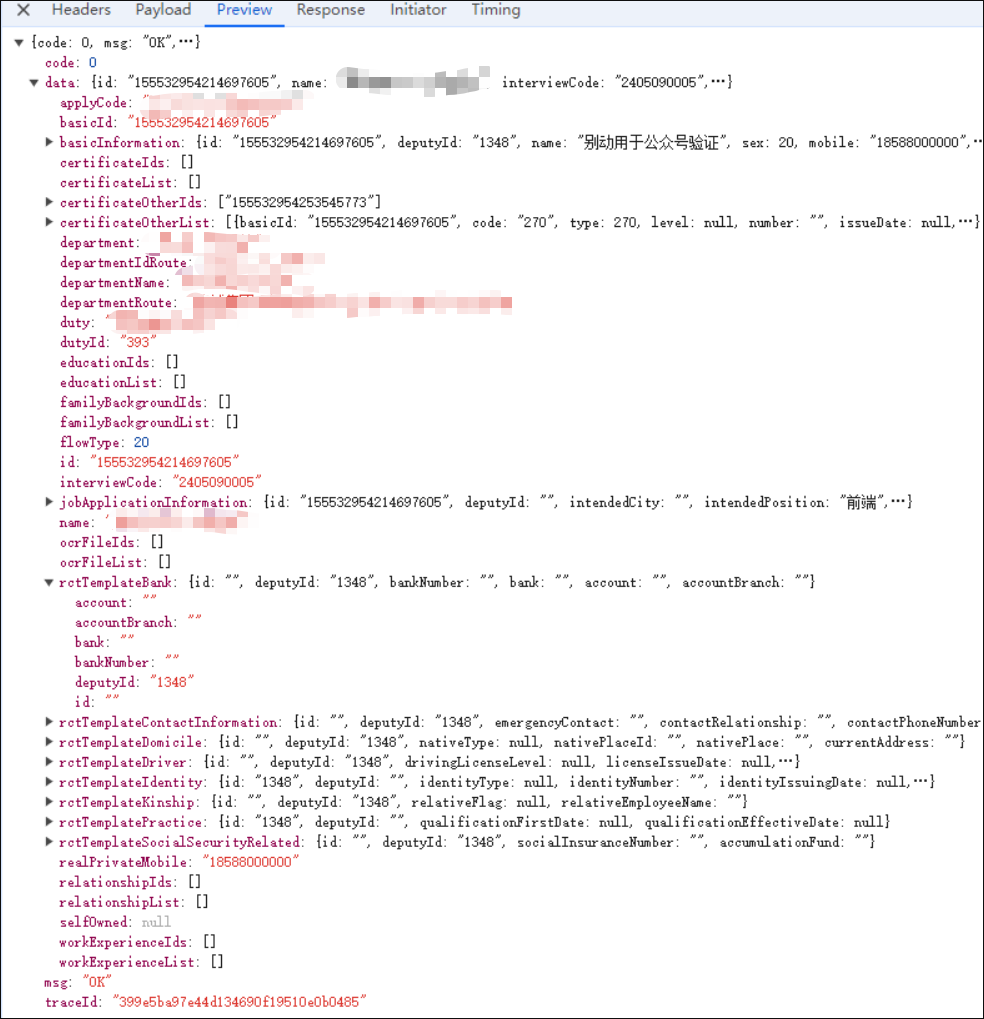 Headers Payload Preview Response Initiator Timing
{code: 0, msg: "OK",…}
code: 0
data: {id: "155532954214697605", name: interviewCode: "2405090005",…}
applyCode: "
basicId: "155532954214697605"
basicInformation: {id: "155532954214697605", deputyId: "1348", name: "别动用于公众号验证", sex: 20, mobile: "18588000000",…
certificateIds: []
certificateList: []
certificateOtherIds: ["155532954253545773"]
certificateOtherList: [{basicId: "155532954214697605", code: "270", type: 270, level: null, number: "", issueDate: null,…}
department:
departmentIdRoute:
departmentName:
departmentRoute:
duty: "
dutyId: "393"
educationIds: []
educationList: []
familyBackgroundIds: []
familyBackgroundList: []
flowType: 20
id: "155532954214697605"
interviewCode: "2405090005"
jobApplicationInformation: {id: "155532954214697605", deputyId: "", intendedCity: "", intendedPosition: "前端",…}
name: "
ocrFileIds: []
ocrFileList: []
rctTemplateBank: {id: "", deputyId: "1348", bankNumber: "", bank: "", account: "", accountBranch: ""}
account: ""
accountBranch: ""
bank: ""
bankNumber: ""
deputyId: "1348"
id: ""
rctTemplateContactInformation: {id: "", deputyId: "1348", emergencyContact: "", contactRelationship: "", contactPhoneNumber
rctTemplateDomicile: {id: "", deputyId: "1348", nativeType: null, nativePlaceId: "", nativePlace: "", currentAddress: ""}
rctTemplateDriver: {id: "", deputyId: "1348", drivingLicenseLevel: null, licenseIssueDate: null,…}
rctTemplateIdentity: {id: "1348", deputyId: "", identityType: null, identityNumber: "", identityIssuingDate: null,…}
rctTemplateKinship: {id: "", deputyId: "1348", relativeFlag: null, relativeEmployeeName: ""}
rctTemplatePractice: {id: "1348", deputyId: "", qualificationFirstDate: null, qualificationEffectiveDate: null}
rctTemplateSocialSecurityRelated: {id: "", deputyId: "1348", socialInsuranceNumber: "", accumulationFund: ""}
realPrivateMobile: "18588000000"
relationshipIds: []
relationshipList: []
selfOwned: null
workExperienceIds: []
workExperienceList: []
msg: "OK"
traceId: "399e5ba97e44d134690f19510e0b0485"